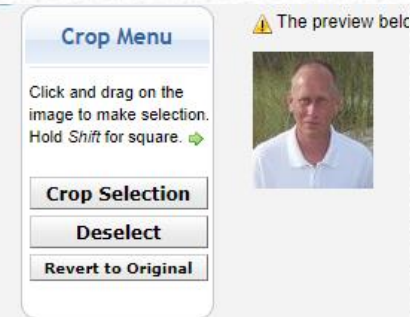 Crop Menu
The preview belo
Click and drag on the
image to make selection.
Hold Shift for square.
Crop Selection
Deselect
Revert to Original